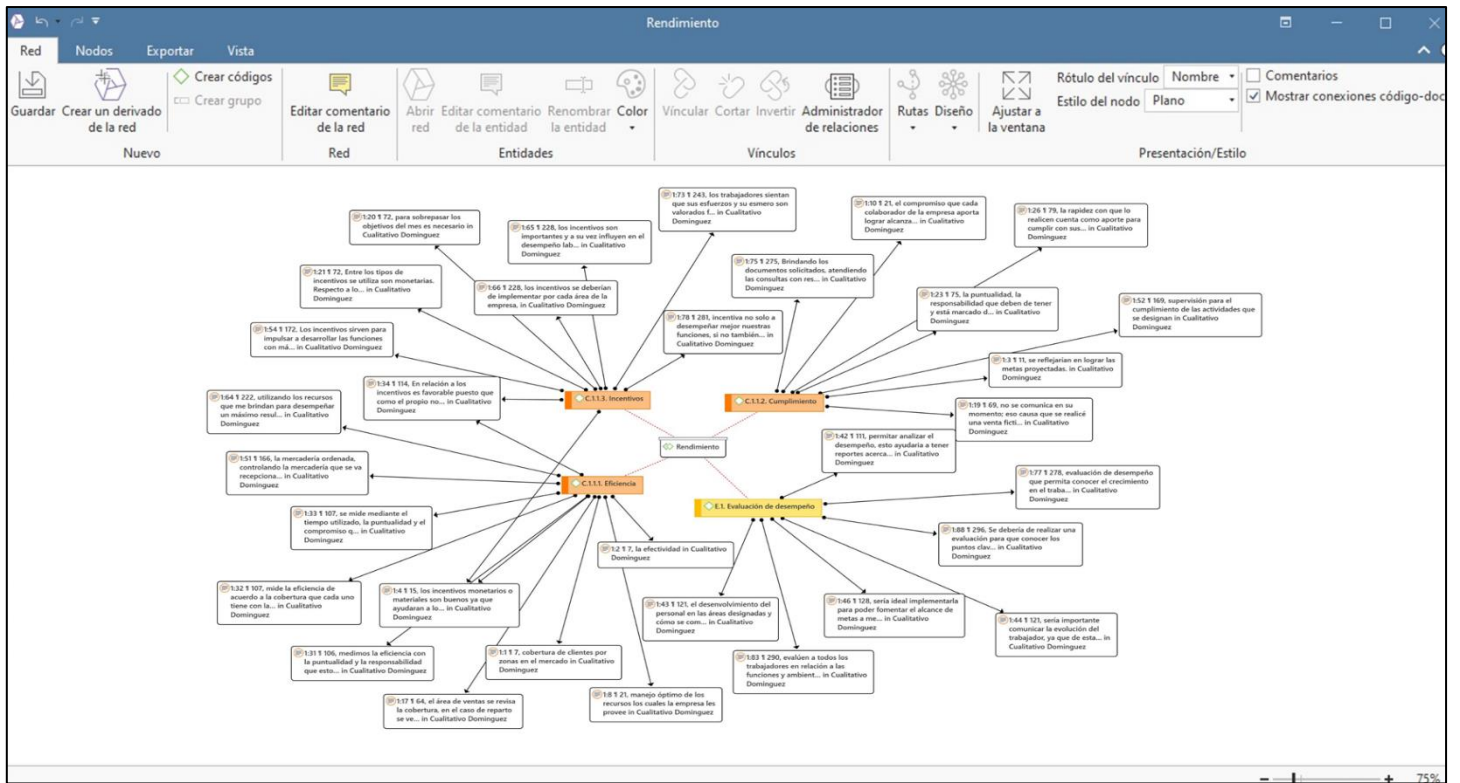 Rendimiento
Red
Nodos
Exportar
Vista
Guardar
Crear un derivado
de la red
Crear códigos
Crear grupo
Nuevo
Editar comentario
de la red
Red
Abrir
red
Editar comentario
de la entidad
Renombrar
la entidad
Color
Entidades
Víncular
Cortar
Invertir
Administrador
de relaciones
Vínculos
Rutas
Diseño
Ajustar a
la ventana
Rótulo del vínculo Nombre
Estilo del nodo Plano
Comentarios
Mostrar conexiones código-doc
Presentación/Estilo
1:20 ¶ 72, para sobrepasar los
objetivos del mes es necesario in
Cualitativo Dominguez
1:65 ¶ 228, los incentivos son
importantes y a su vez influyen en el
desempeño lab... in Cualitativo
Dominguez
1:73 ¶ 243, los trabajadores sientan
que sus esfuerzos y su esmero son
valorados f... in Cualitativo
Dominguez
1:10 ¶ 21, el compromiso que cada
colaborador de la empresa aporta
lograr alcanza... in Cualitativo
Dominguez
1:26 ¶ 79, la rapidez con que lo
realicen cuenta como aporte para
cumplir con sus... in Cualitativo
Dominguez
1:21 ¶ 72, Entre los tipos de
incentivos se utiliza son monetarias.
Respecto a lo... in Cualitativo
Dominguez
1:66 ¶ 228, los incentivos se deberían
de implementar por cada área de la
empresa, in Cualitativo Dominguez
1:75 ¶ 275, Brindando los
documentos solicitados, atendiendo
las consultas con res... in Cualitativo
Dominguez
1:23 ¶ 75, la puntualidad, la
responsabilidad que deben de tener
y está marcado d... in Cualitativo
Dominguez
1:52 ¶ 169, supervisión para el
cumplimiento de las actividades que
se designan in Cualitativo
Dominguez
1:54 ¶ 172, Los incentivos sirven para
impulsar a desarrollar las funciones
con má... in Cualitativo Dominguez
1:78 ¶ 281, incentiva no solo a
desempeñar mejor nuestras
funciones, si no también... in
Cualitativo Dominguez
1:3 ¶ 11, se reflejarían en lograr las
metas proyectadas. in Cualitativo
Dominguez
1:34 ¶ 114, En relación a los
incentivos es favorable puesto que
como el propio no... in Cualitativo
Dominguez
C.1.1.3. Incentivos
C.1.1.2. Cumplimiento
1:64 ¶ 222, utilizando los recursos
que me brindan para desempeñar
un máximo resul... in Cualitativo
Dominguez
1:19 ¶ 69, no se comunica en su
momento; eso causa que se realicé
una venta ficti... in Cualitativo
Dominguez
Rendimiento
1:42 ¶ 111, permitar analizar el
desempeño, esto ayudaría a tener
reportes acerca... in Cualitativo
Dominguez
1:51 ¶ 166, la mercadería ordenada,
controlando la mercadería que se va
recepciona... in Cualitativo
Dominguez
1:77 ¶ 278, evaluación de desempeño
que permita conocer el crecimiento
en el traba... in Cualitativo
Dominguez
C.1.1.1. Eficiencia
E.1. Evaluación de desempeño
1:33 ¶ 107, se mide mediante el
tiempo utilizado, la puntualidad y el
compromiso q... in Cualitativo
Dominguez
1:88 ¶ 296, Se debería de realizar una
evaluación para que conocer los
puntos clav... in Cualitativo
Dominguez
1:2 ¶ 7, la efectividad in Cualitativo
Dominguez
1:32 ¶ 107, mide la eficiencia de
acuerdo a la cobertura que cada uno
tiene con la... in Cualitativo
Dominguez
1:4 ¶ 15, los incentivos monetarios o
materiales son buenos ya que
ayudaran a lo... in Cualitativo
Dominguez
1:43 ¶ 121, el desenvolvimiento del
personal en las áreas designadas y
cómo se com... in Cualitativo
Dominguez
1:46 ¶ 128, sería ideal implementarla
para poder fomentar el alcance de
metas a me... in Cualitativo
Dominguez
1:44 ¶ 121, sería importante
comunicar la evolución del
trabajador, ya que de esta... in
Cualitativo Dominguez
1:31 ¶ 106, medimos la eficiencia con
la puntualidad y la responsabilidad
que esto... in Cualitativo Dominguez
1:1 ¶ 7, cobertura de clientes por
zonas en el mercado in Cualitativo
Dominguez
1:83 ¶ 290, evalúen a todos los
trabajadores en relación a las
funciones y ambient... in Cualitativo
Dominguez
1:17 ¶ 64, el área de ventas se revisa
la cobertura, en el caso de reparto
se ve... in Cualitativo Dominguez
1:8 ¶ 21, manejo óptimo de los
recursos los cuales la empresa les
provee in Cualitativo Dominguez
75%